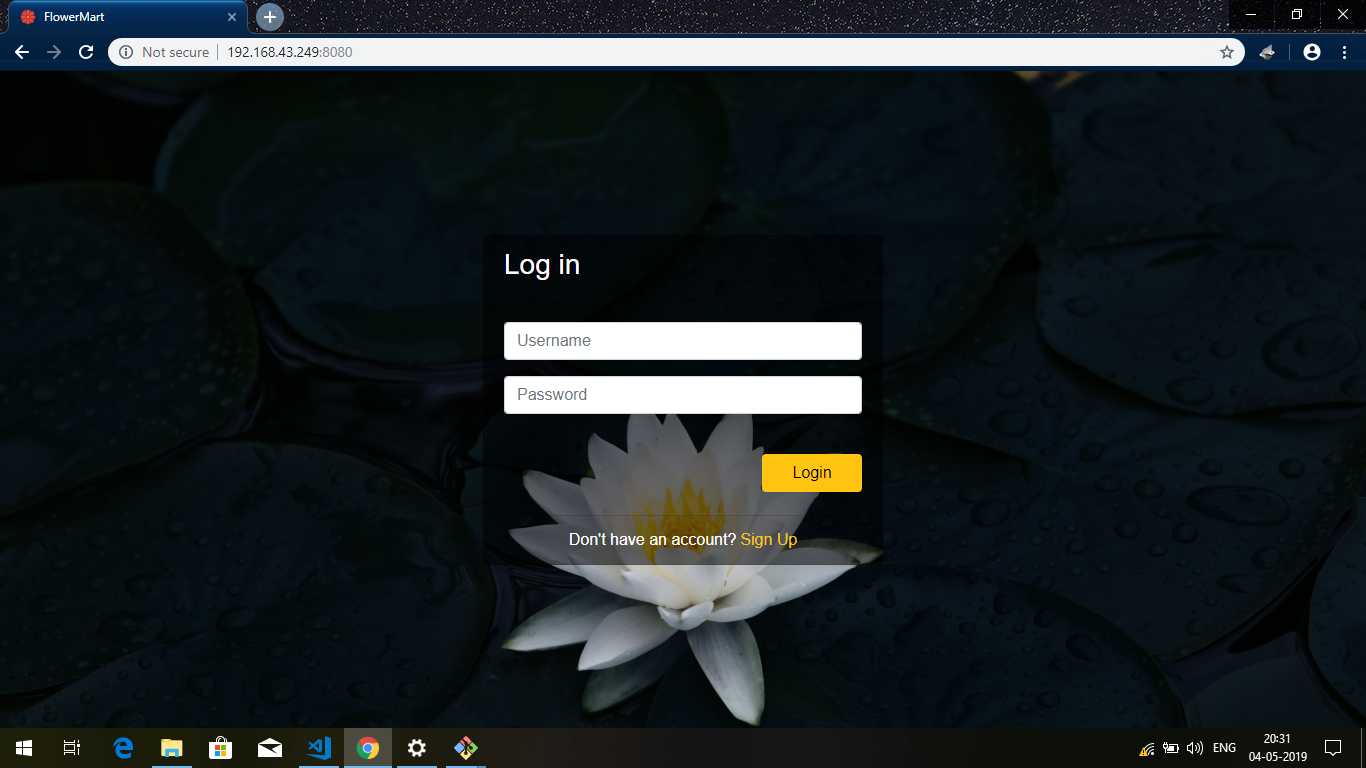 FlowerMart
Not secure
192.168.43.249:8080
Log in
Username
Password
Login
Don't have an account? Sign Up
ENG
20:31
04-05-2019